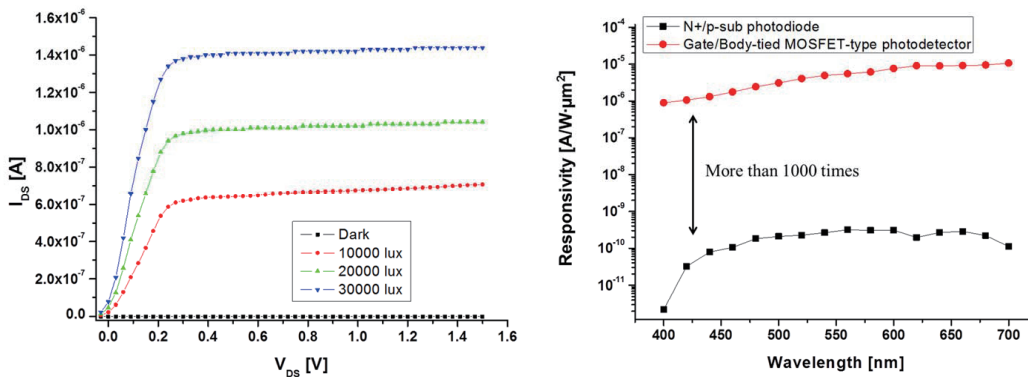 1.6x10⁻⁶
1.4x10⁻⁶
1.2x10⁻⁶
1.0x10⁻⁶
8.0x10⁻⁷
6.0x10⁻⁷
4.0x10⁻⁷
2.0x10⁻⁷
0.0
I_DS [A]
Dark
10000 lux
20000 lux
30000 lux
0.0 0.2 0.4 0.6 0.8 1.0 1.2 1.4 1.6
V_DS [V]
N+/p-sub photodiode
Gate/Body-tied MOSFET-type photodetector
10⁻⁴
10⁻⁵
10⁻⁶
10⁻⁷
10⁻⁸
10⁻⁹
10⁻¹⁰
10⁻¹¹
Responsivity [A/W·μm²]
More than 1000 times
400 450 500 550 600 650 700
Wavelength [nm]